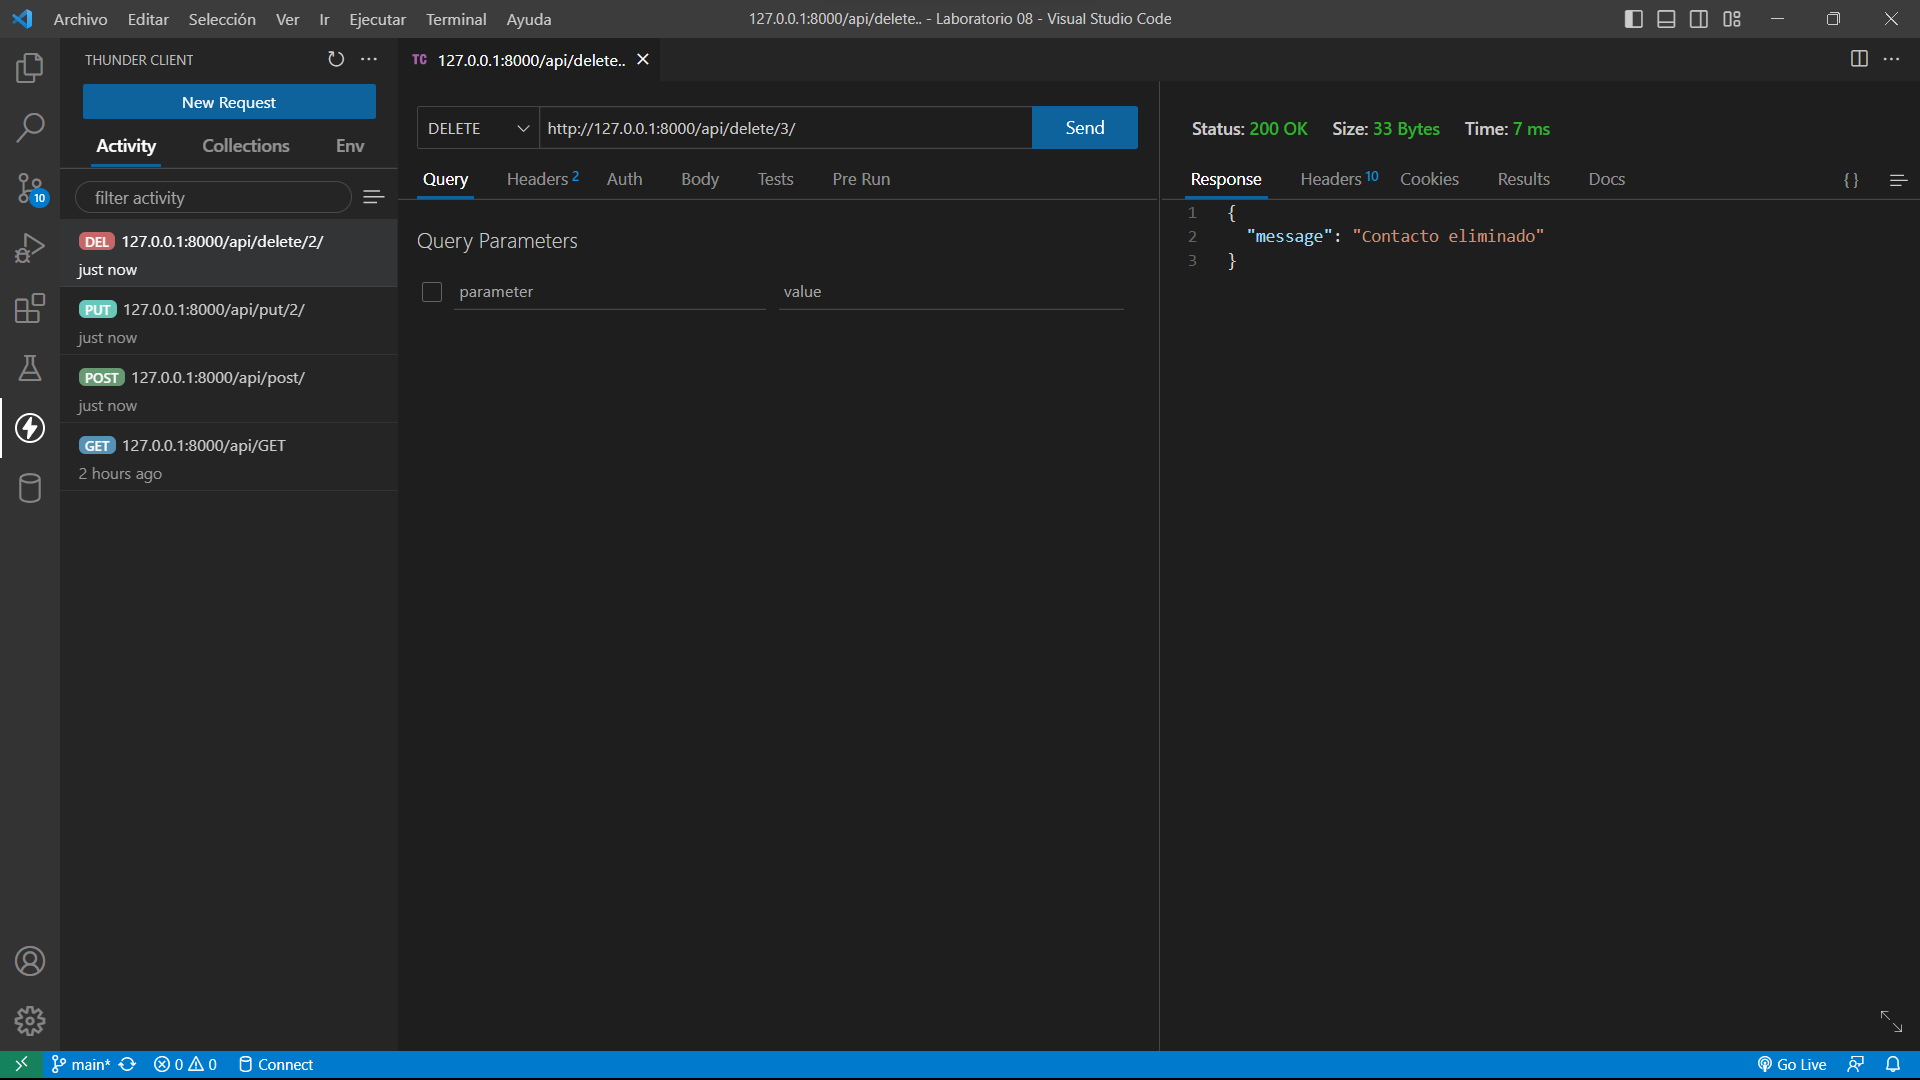 Archivo Editar Selección Ver Ir Ejecutar Terminal Ayuda
127.0.0.1:8000/api/delete.. - Laboratorio 08 - Visual Studio Code
THUNDER CLIENT
New Request
Activity Collections Env
filter activity
DEL 127.0.0.1:8000/api/delete/2/
just now
PUT 127.0.0.1:8000/api/put/2/
just now
POST 127.0.0.1:8000/api/post/
just now
GET 127.0.0.1:8000/api/GET
2 hours ago
10
TC 127.0.0.1:8000/api/delete..
DELETE http://127.0.0.1:8000/api/delete/3/ Send
Query Headers 2 Auth Body Tests Pre Run
Query Parameters
parameter value
Status: 200 OK Size: 33 Bytes Time: 7 ms
Response Headers 10 Cookies Results Docs { }
1 {
2 "message": "Contacto eliminado"
3 }
main* 0 0 Connect Go Live